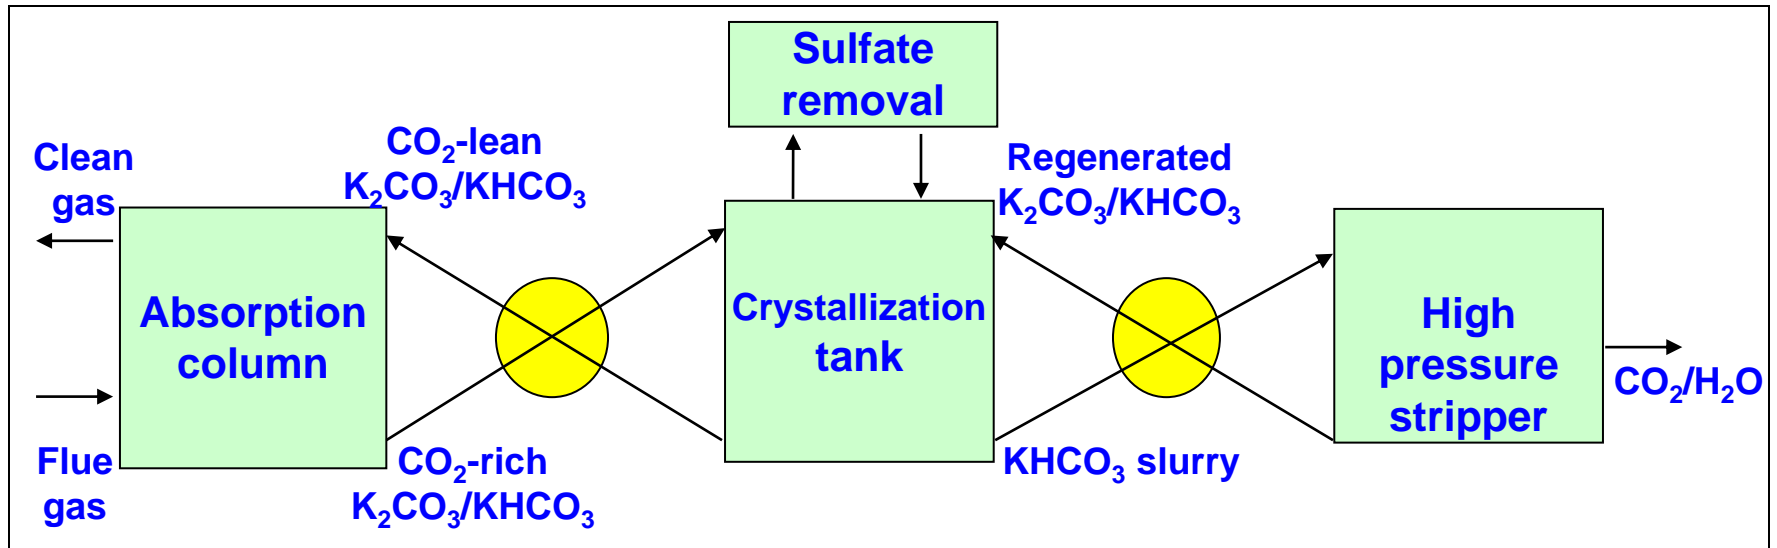 Sulfate
removal
Clean
gas
CO₂-lean
K₂CO₃/KHCO₃
Regenerated
K₂CO₃/KHCO₃
Absorption
column
Crystallization
tank
High
pressure
stripper
CO₂/H₂O
Flue
gas
CO₂-rich
K₂CO₃/KHCO₃
KHCO₃ slurry